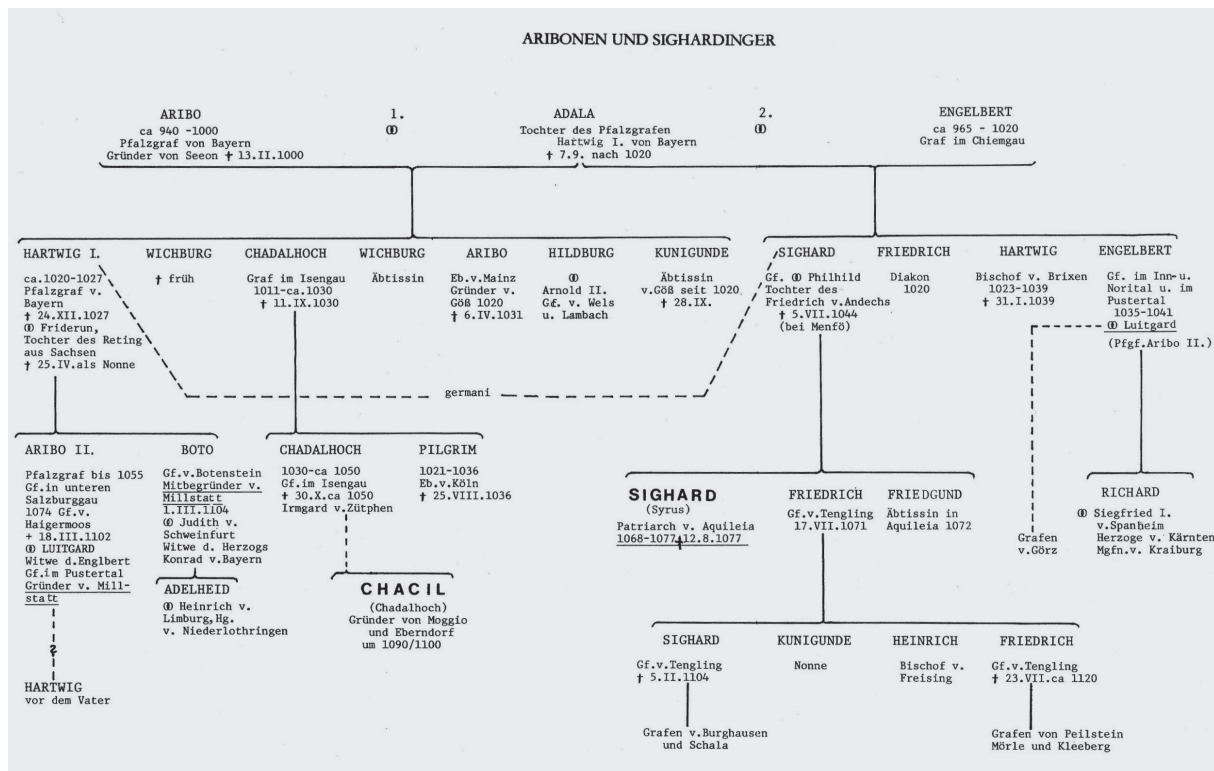 ARIBONEN UND SIGHARDINGER
ARIBO
ca 940 -1000
Pfalzgraf von Bayern
Gründer von Seeon † 13.II.1000
1.
⚭
ADALA
Tochter des Pfalzgrafen
Hartwig I. von Bayern
† 7.9. nach 1020
2.
⚭
ENGELBERT
ca 965 - 1020
Graf im Chiemgau
HARTWIG I.
ca.1020-1027
Pfalzgraf v.
Bayern
† 24.XII.1027
⚭ Friderun,
Tochter des Reting
aus Sachsen
† 25.IV.als Nonne
WICHBURG
† früh
CHADALHOCH
Graf im Isengau
1011-ca.1030
† 11.IX.1030
WICHBURG
Äbtissin
ARIBO
Eb.v.Mainz
Gründer v.
Göß 1020
† 6.IV.1031
HILDBURG
⚭
Arnold II.
Gf. v. Wels
u. Lambach
KUNIGUNDE
Äbtissin
v.Göß seit 1020
† 28.IX.
SIGHARD
Gf. ⚭ Philhild
Tochter des
Friedrich v.Andechs
† 5.VII.1044
(bei Menfö)
FRIEDRICH
Diakon
1020
HARTWIG
Bischof v. Brixen
1023-1039
† 31.I.1039
ENGELBERT
Gf. im Inn-u.
Norital u. im
Pustertal
1035-1041
⚭ Luitgard
(Pfgf.Aribo II.)
germani
ARIBO II.
Pfalzgraf bis 1055
Gf.in unteren
Salzburggau
1074 Gf.v.
Haigermoos
+ 18.III.1102
⚭ LUITGARD
Witwe d.Englbert
Gf.im Pustertal
Gründer v. Mill-
statt
?
HARTWIG
vor dem Vater
BOTO
Gf.v.Botenstein
Mitbegründer v.
Millstatt
1.III.1104
⚭ Judith v.
Schweinfurt
Witwe d. Herzogs
Konrad v.Bayern
ADELHEID
⚭ Heinrich v.
Limburg,Hg.
v. Niederlothringen
CHADALHOCH
1030-ca 1050
Gf.im Isengau
† 30.X.ca 1050
Irmgard v.Zütphen
PILGRIM
1021-1036
Eb.v.Köln
† 25.VIII.1036
CHACIL
(Chadalhoch)
Gründer von Moggio
und Eberndorf
um 1090/1100
SIGHARD
(Syrus)
Patriarch v. Aquileia
1068-1077†12.8.1077
FRIEDRICH
Gf.v.Tengling
17.VII.1071
FRIEDGUND
Äbtissin in
Aquileia 1072
Grafen
v.Görz
RICHARD
⚭ Siegfried I.
v.Spanheim
Herzoge v. Kärnten
Mgfn.v. Kraiburg
SIGHARD
Gf.v.Tengling
† 5.II.1104
Grafen v.Burghausen
und Schala
KUNIGUNDE
Nonne
HEINRICH
Bischof v.
Freising
FRIEDRICH
Gf.v.Tengling
† 23.VII.ca 1120
Grafen von Peilstein
Mörle und Kleeberg